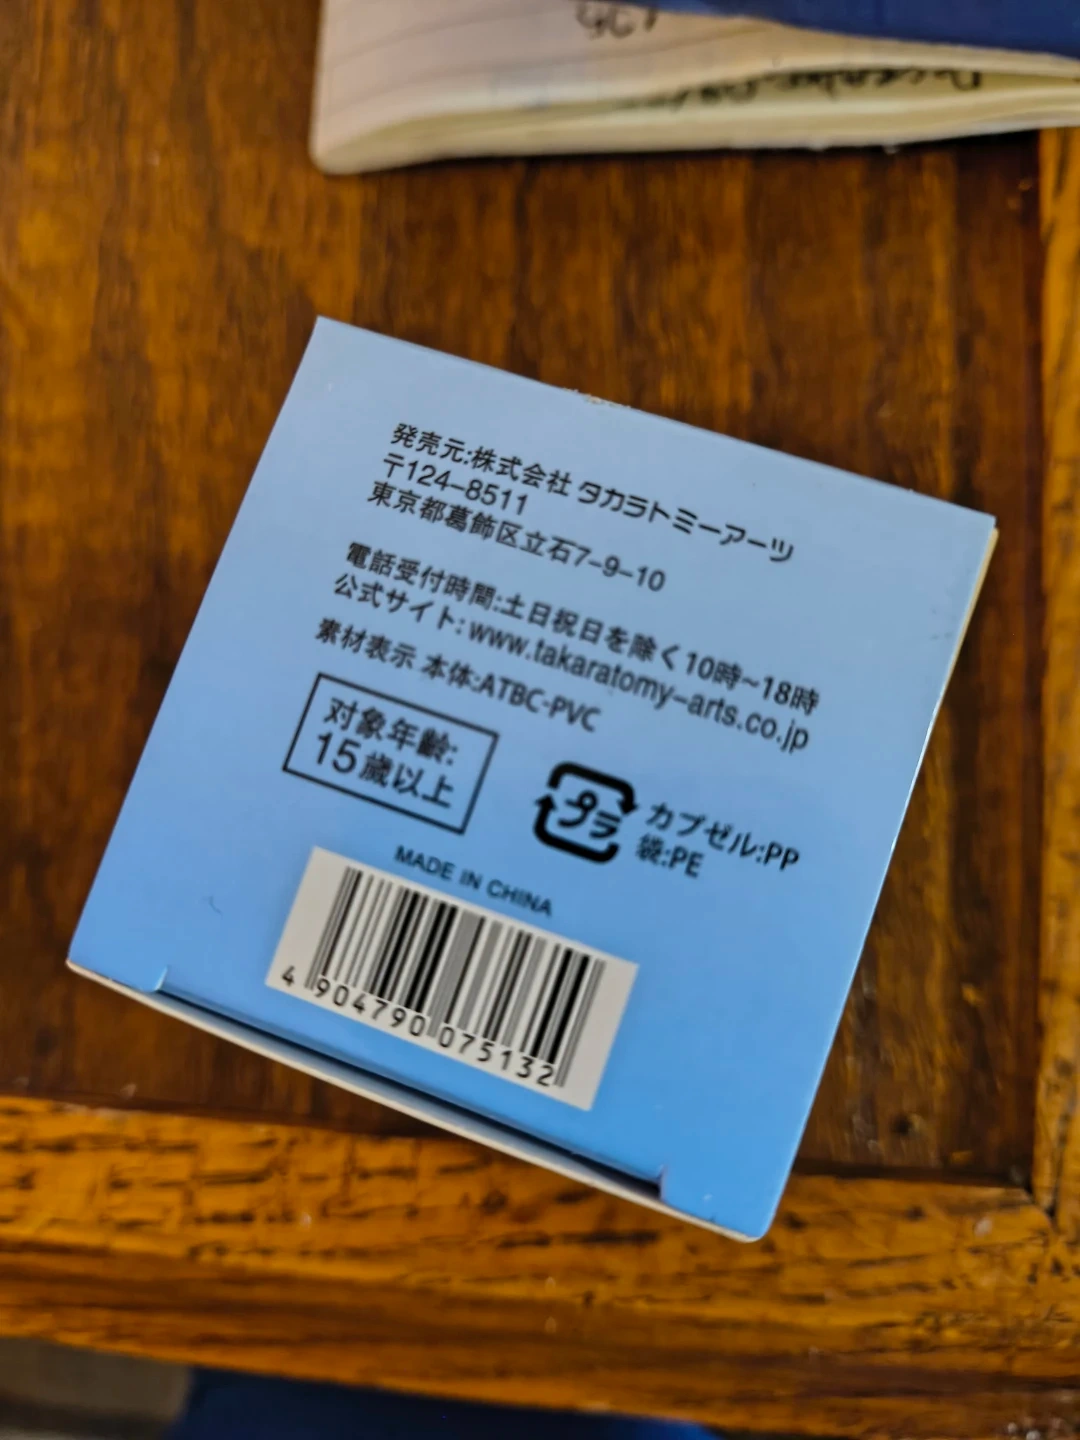 発売元:株式会社 タカラトミーアーツ
〒124-8511
東京都葛飾区立石7-9-10
電話受付時間:土日祝日を除く10時~18時
公式サイト:www.takaratomy-arts.co.jp
素材表示 本体:ATBC-PVC
対象年齢:
15歳以上
プラ
カプセル:PP
袋:PE
MADE IN CHINA
4 904790 075132